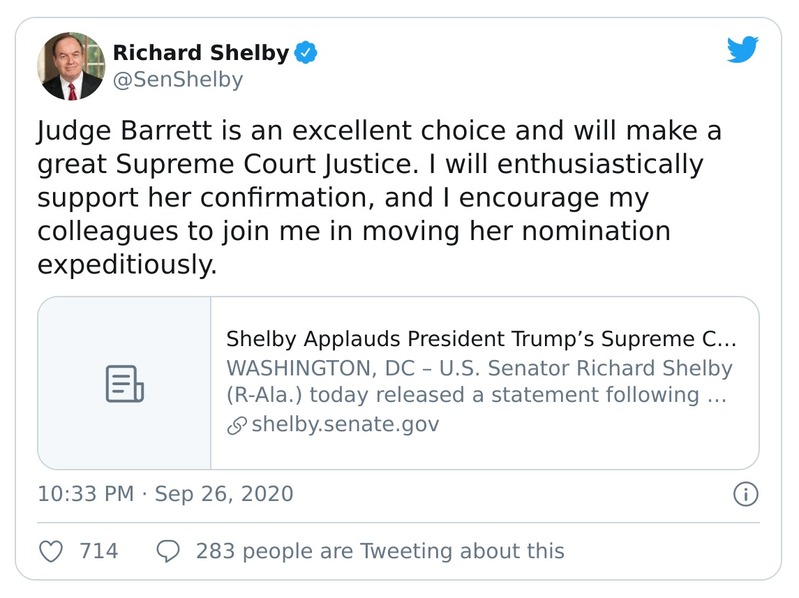 Richard Shelby
@SenShelby
Judge Barrett is an excellent choice and will make a
great Supreme Court Justice. I will enthusiastically
support her confirmation, and I encourage my
colleagues to join me in moving her nomination
expeditiously.
Shelby Applauds President Trump’s Supreme C...
WASHINGTON, DC – U.S. Senator Richard Shelby
(R-Ala.) today released a statement following ...
shelby.senate.gov
10:33 PM · Sep 26, 2020
714 283 people are Tweeting about this